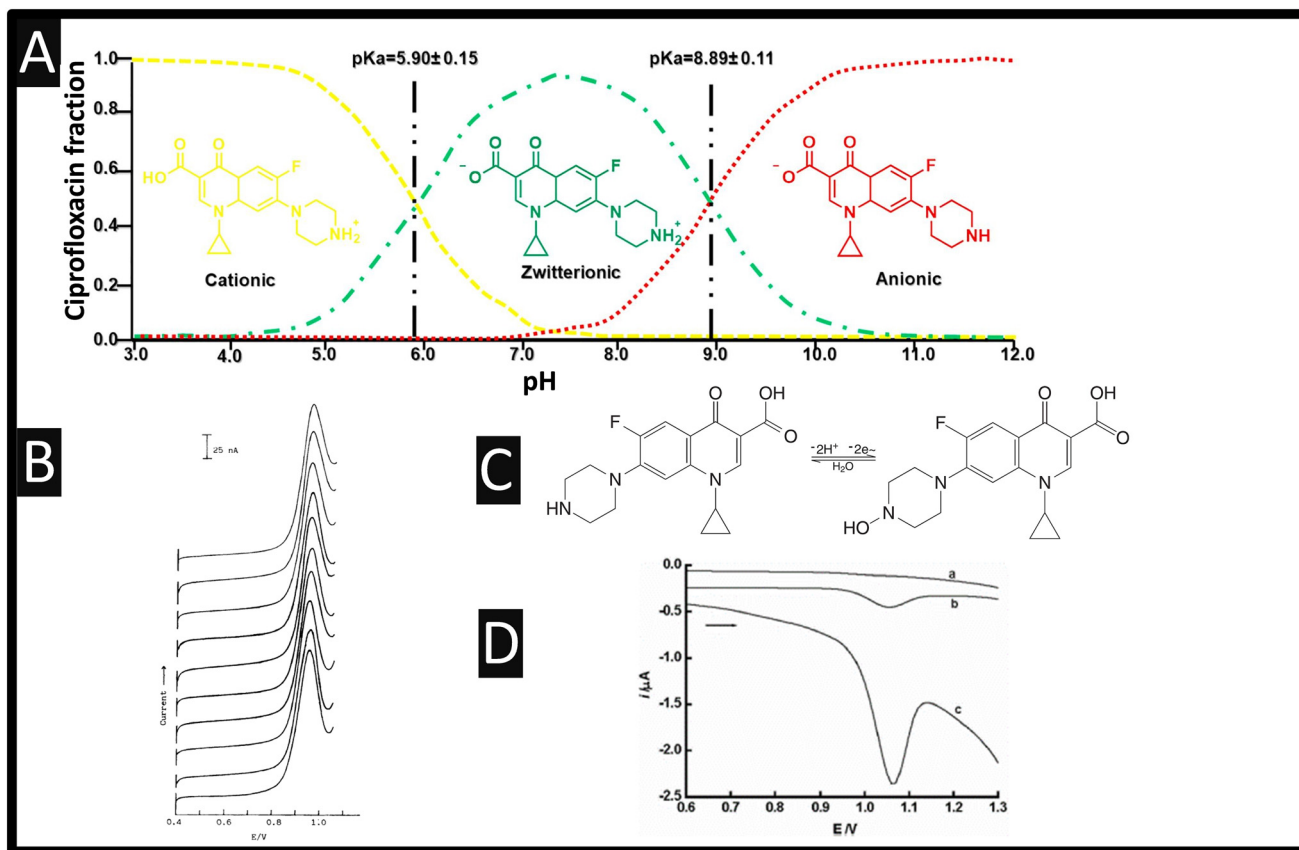 A
Ciprofloxacin fraction
1.0
0.8
0.6
0.4
0.2
0.0
pKa=5.90±0.15
pKa=8.89±0.11
O O
HO
F
N
N
NH2+
Cationic
O O
-O
F
N
N
NH2+
Zwitterionic
O O
-O
F
N
N
NH
Anionic
3.0 4.0 5.0 6.0 7.0 8.0 9.0 10.0 11.0 12.0
pH
B
25 nA
Current
0.4 0.6 0.8 1.0
E/V
C
O OH
F
O
N
N
HN
-2H+ -2e~
H2O
O OH
F
O
N
N
N
HO
D
i/µA
0.0
-0.5
-1.0
-1.5
-2.0
-2.5
a
b
c
0.6 0.7 0.8 0.9 1.0 1.1 1.2 1.3
E/V